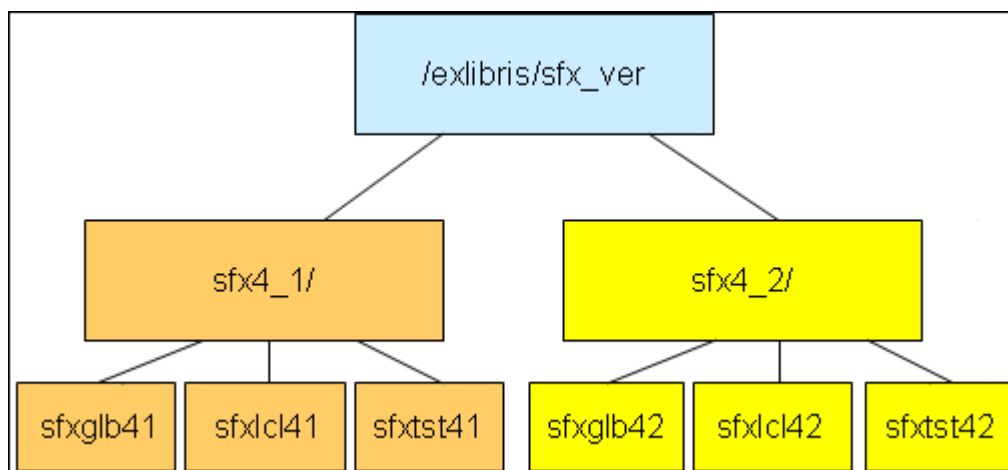 /exlibris/sfx_ver
sfx4_1/
sfx4_2/
sfxglb41
sfxlcl41
sfxtst41
sfxglb42
sfxlcl42
sfxtst42